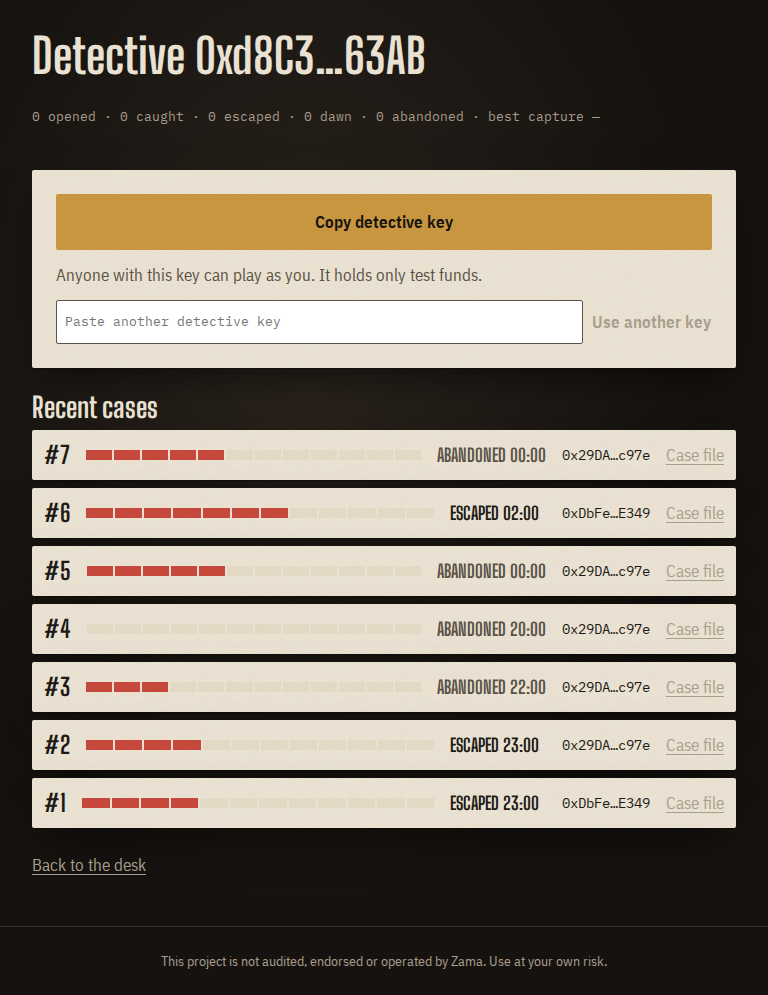 Detective 0xd8C3…63AB
0 opened · 0 caught · 0 escaped · 0 dawn · 0 abandoned · best capture —
Copy detective key
Anyone with this key can play as you. It holds only test funds.
Paste another detective key
Use another key
Recent cases
#7 ABANDONED 00:00 0x29DA…c97e Case file
#6 ESCAPED 02:00 0xDbFe…E349 Case file
#5 ABANDONED 00:00 0x29DA…c97e Case file
#4 ABANDONED 20:00 0x29DA…c97e Case file
#3 ABANDONED 22:00 0x29DA…c97e Case file
#2 ESCAPED 23:00 0x29DA…c97e Case file
#1 ESCAPED 23:00 0xDbFe…E349 Case file
Back to the desk
This project is not audited, endorsed or operated by Zama. Use at your own risk.